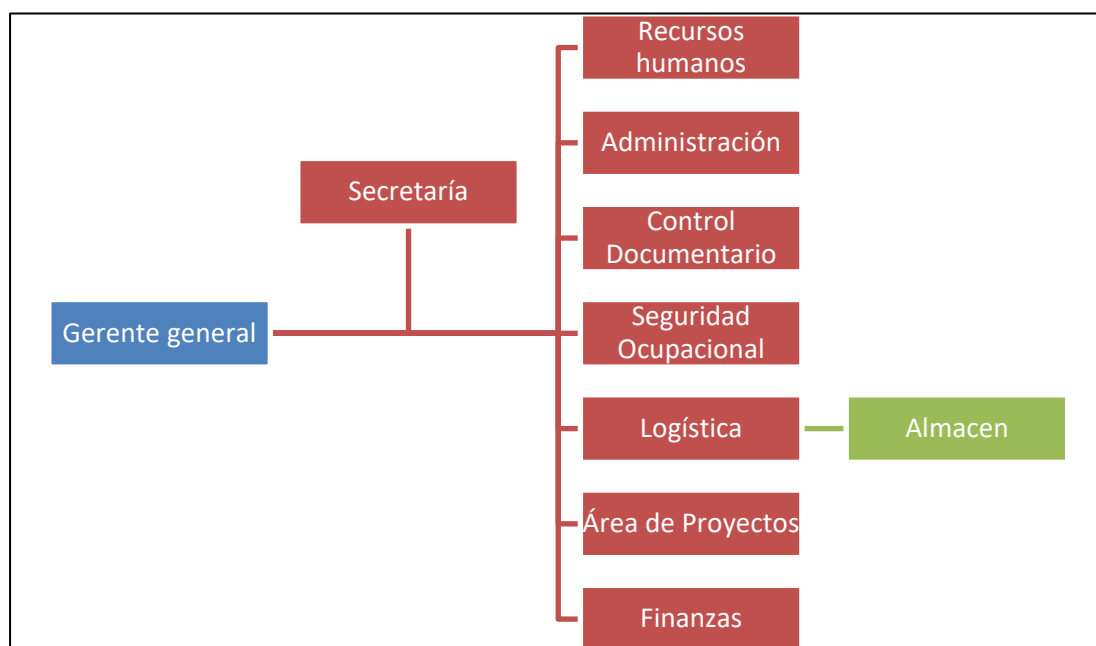 Recursos
humanos
Administración
Secretaría
Control
Documentario
Gerente general
Seguridad
Ocupacional
Logística
Almacen
Área de Proyectos
Finanzas